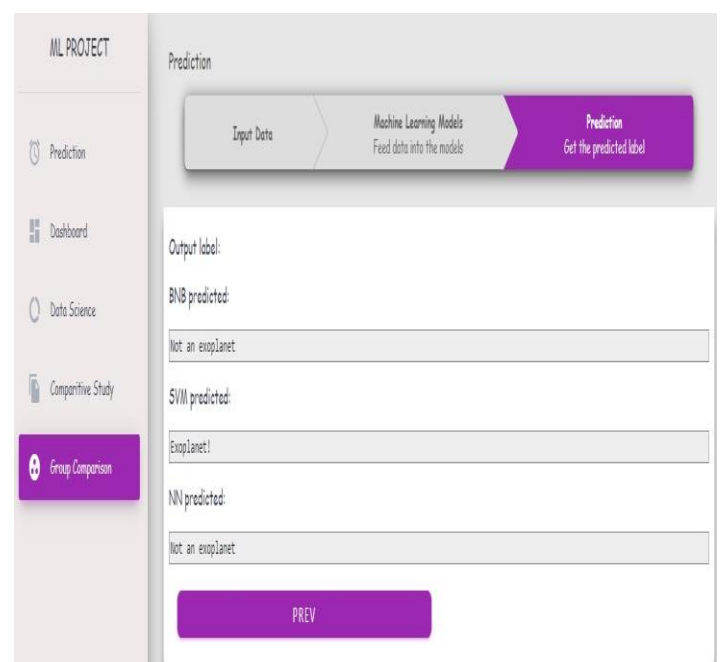 ML PROJECT
Prediction
Dashboard
Data Science
Comparitive Study
Group Comparison
Prediction
Input Data
Machine Learning Models
Feed data into the models
Prediction
Get the predicted label
Output label:
BNB predicted:
Not an exoplanet
SVM predicted:
Exoplanet!
NN predicted:
Not an exoplanet
PREV